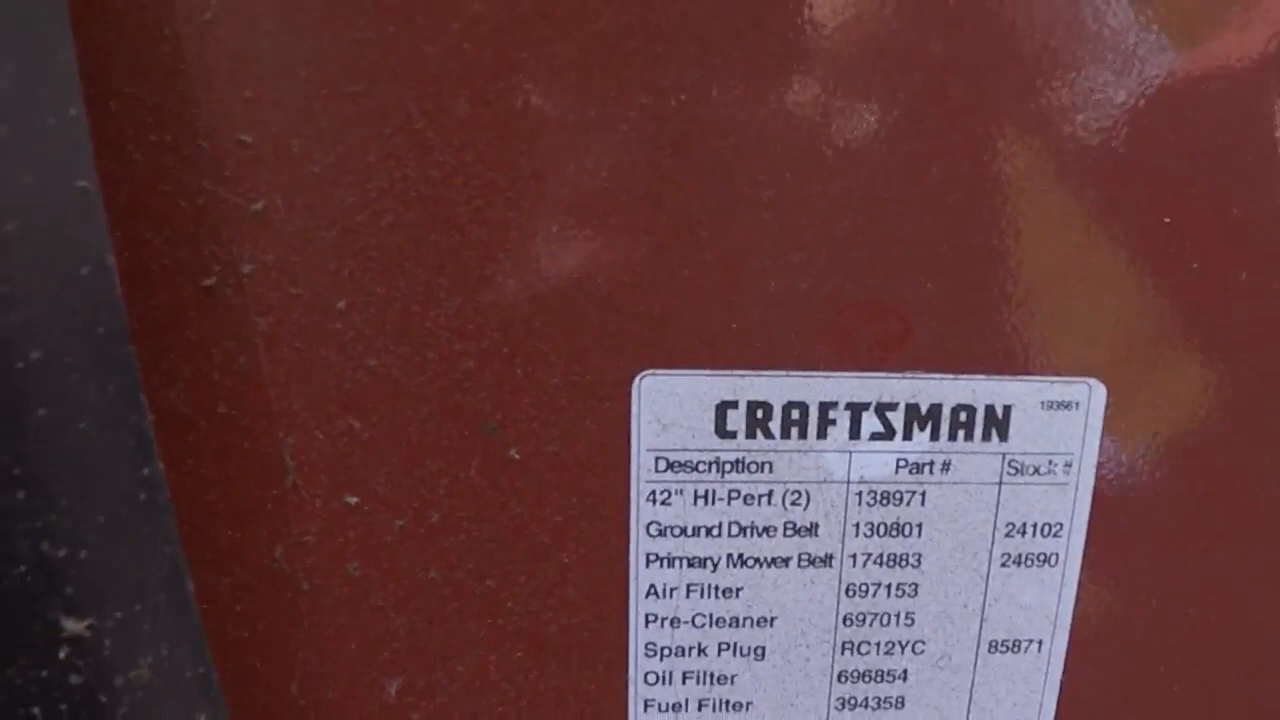 CRAFTSMAN 193561
Description Part # Stock #
42" HI-Perf. (2) 138971
Ground Drive Belt 130801 24102
Primary Mower Belt 174883 24690
Air Filter 697153
Pre-Cleaner 697015
Spark Plug RC12YC 85871
Oil Filter 696854
Fuel Filter 394358